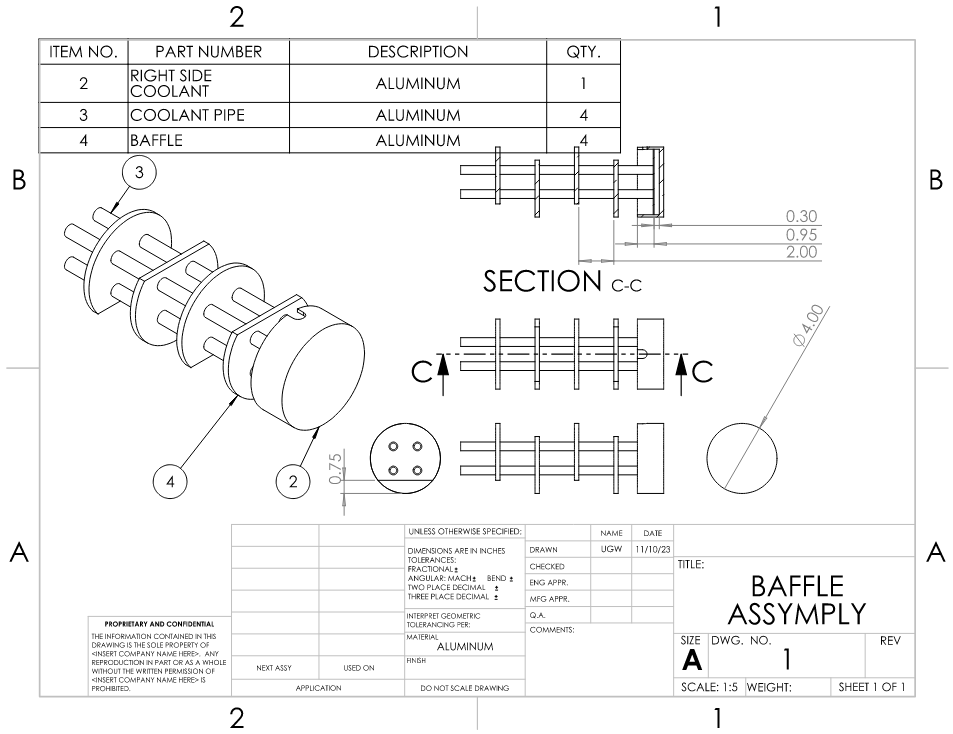 2 1
ITEM NO. PART NUMBER DESCRIPTION QTY.
2 RIGHT SIDE COOLANT ALUMINUM 1
3 COOLANT PIPE ALUMINUM 4
4 BAFFLE ALUMINUM 4
B B
3
0.30
0.95
2.00
SECTION C-C
⌀4.00
C C
0.75
4 2
A A
UNLESS OTHERWISE SPECIFIED:
DIMENSIONS ARE IN INCHES
TOLERANCES:
FRACTIONAL±
ANGULAR: MACH± BEND ±
TWO PLACE DECIMAL ±
THREE PLACE DECIMAL ±
INTERPRET GEOMETRIC
TOLERANCING PER:
MATERIAL
ALUMINUM
FINISH
DO NOT SCALE DRAWING
NAME DATE
DRAWN UGW 11/10/23
CHECKED
ENG APPR.
MFG APPR.
Q.A.
COMMENTS:
TITLE:
BAFFLE
ASSYMPLY
SIZE DWG. NO. REV
A 1
SCALE: 1:5 WEIGHT: SHEET 1 OF 1
PROPRIETARY AND CONFIDENTIAL
THE INFORMATION CONTAINED IN THIS
DRAWING IS THE SOLE PROPERTY OF
<INSERT COMPANY NAME HERE>. ANY
REPRODUCTION IN PART OR AS A WHOLE
WITHOUT THE WRITTEN PERMISSION OF
<INSERT COMPANY NAME HERE> IS
PROHIBITED.
NEXT ASSY USED ON
APPLICATION
2 1